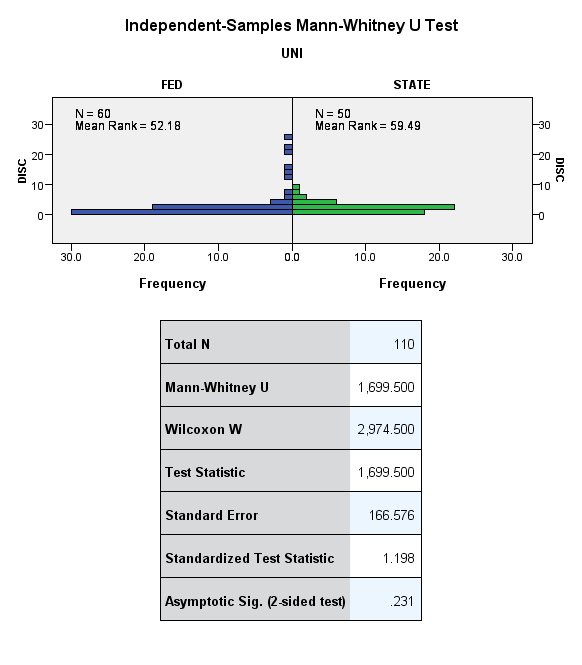 Independent-Samples Mann-Whitney U Test
UNI
FED STATE
N = 60 N = 50
Mean Rank = 52.18 Mean Rank = 59.49
DISC
30
20
10
0
30
20
10
0
DISC
30.0 20.0 10.0 0.0 0.0 10.0 20.0 30.0
Frequency Frequency
Total N 110
Mann-Whitney U 1,699.500
Wilcoxon W 2,974.500
Test Statistic 1,699.500
Standard Error 166.576
Standardized Test Statistic 1.198
Asymptotic Sig. (2-sided test) .231